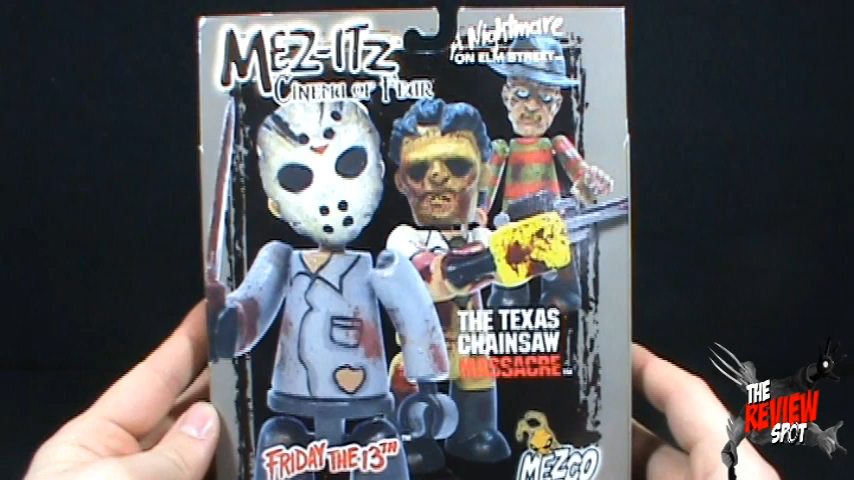 MEZ-ITZ
CINEMA OF FEAR
A Nightmare
ON ELM STREET
THE TEXAS
CHAINSAW
MASSACRE
FRIDAY THE 13TH
MEZCO
THE
REVIEW
SPOT